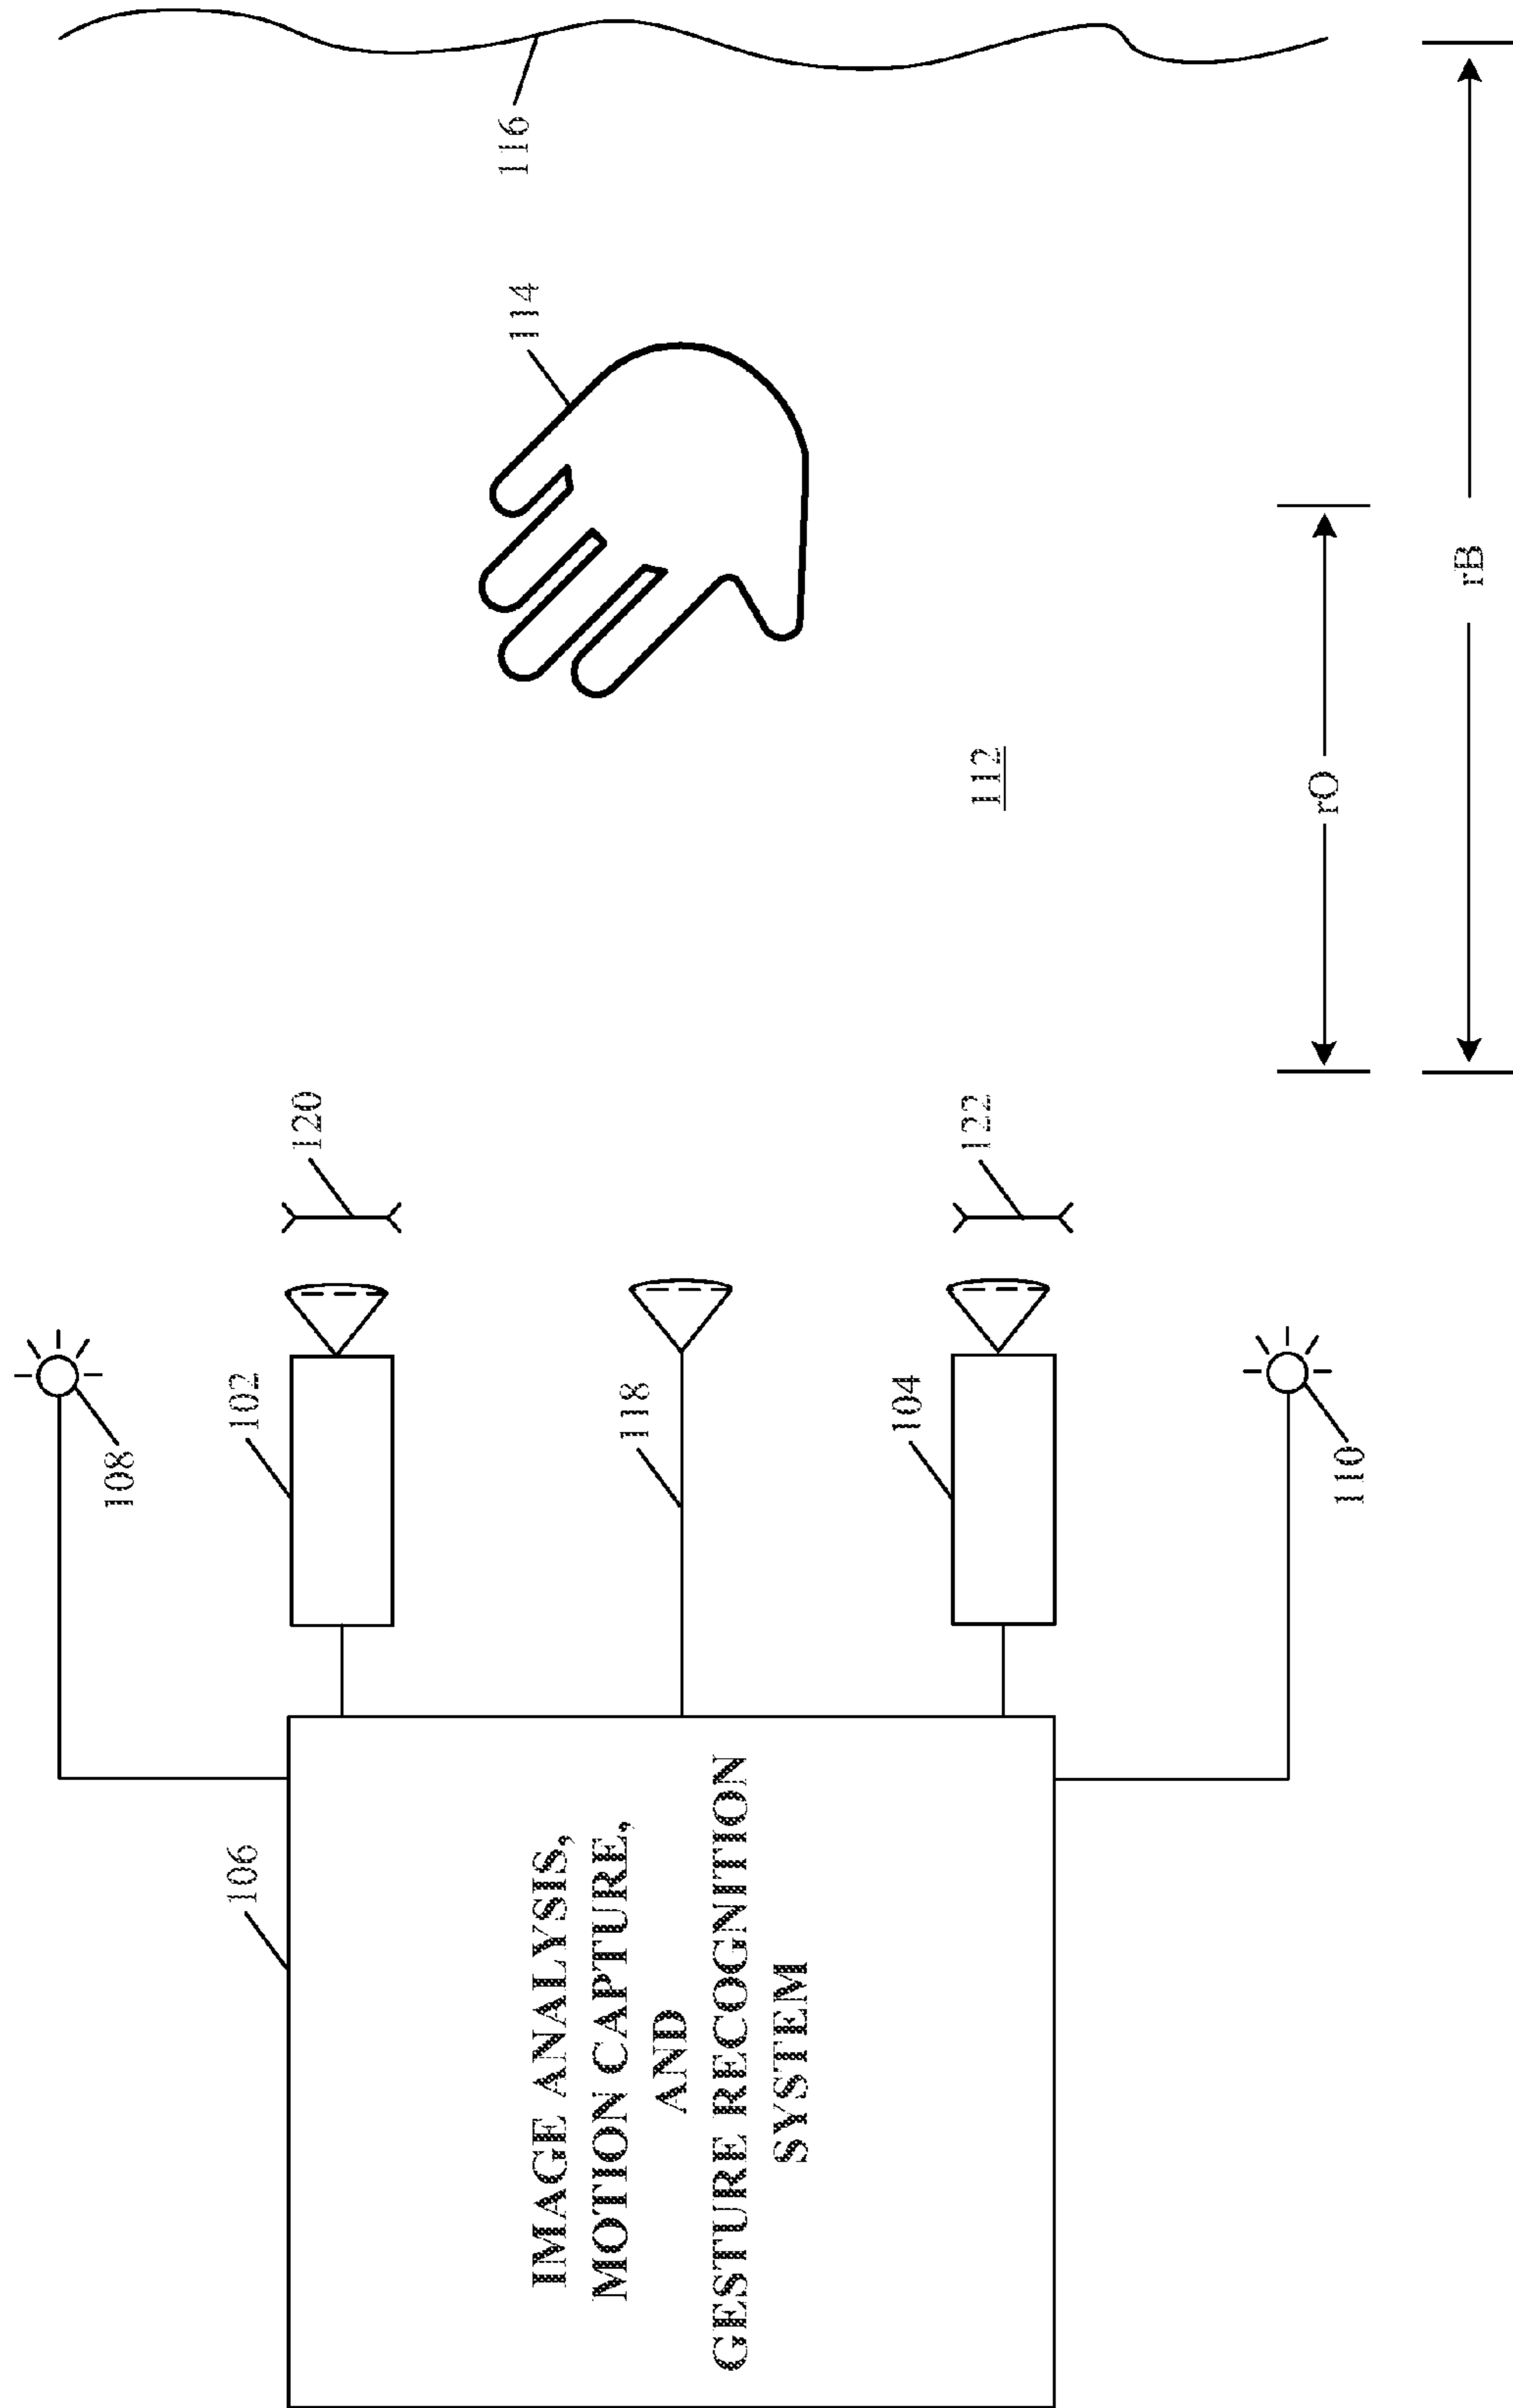 108
102
120
106
IMAGE ANALYSIS,
MOTION CAPTURE,
AND
GESTURE RECOGNITION
SYSTEM
118
114
116
104
122
112
110
rO
rB